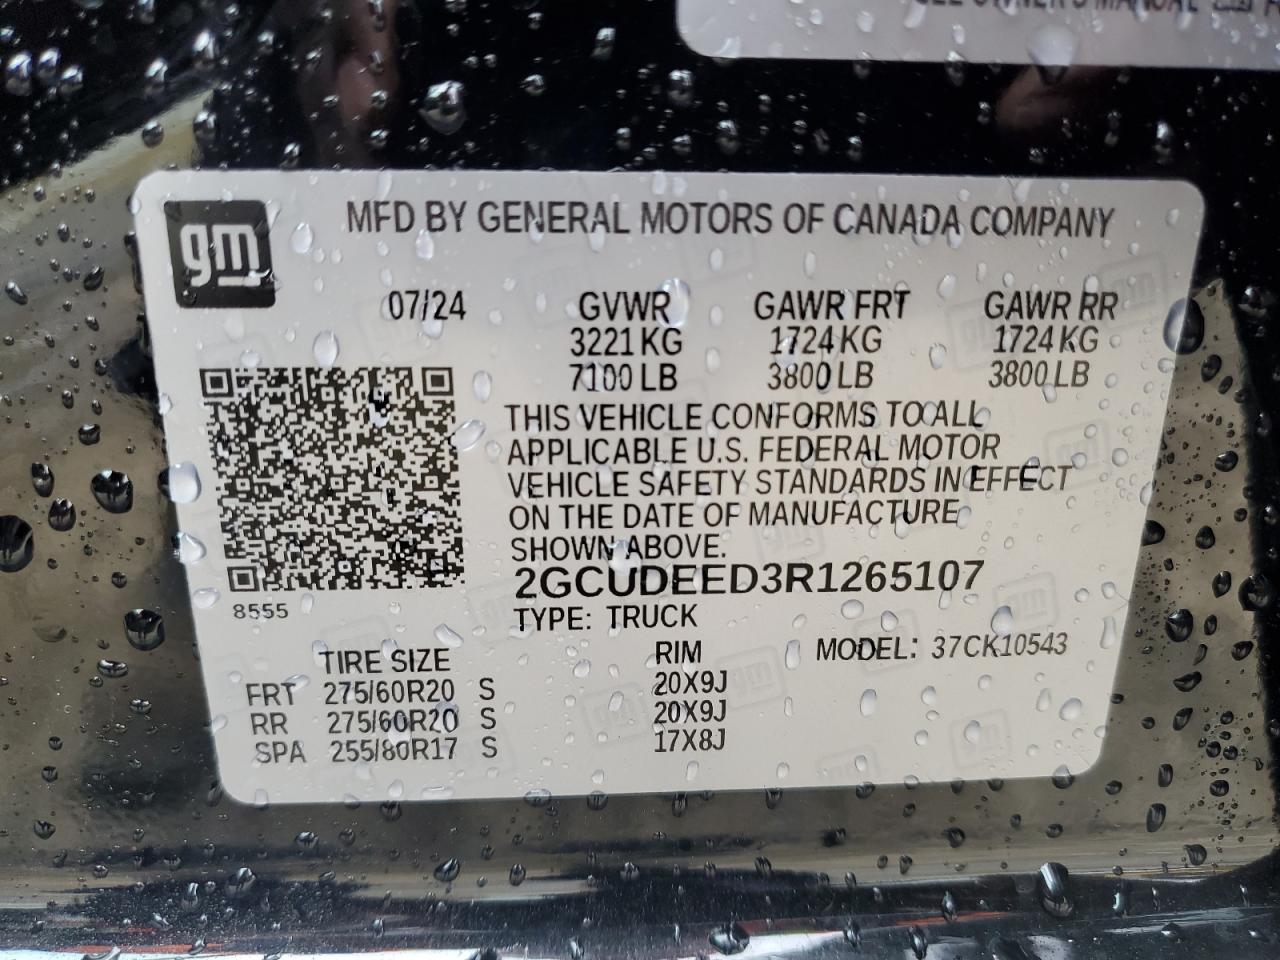 OWNER'S MANUAL
gm
MFD BY GENERAL MOTORS OF CANADA COMPANY
07/24 GVWR GAWR FRT GAWR RR
3221 KG 1724 KG 1724 KG
7100 LB 3800 LB 3800 LB
THIS VEHICLE CONFORMS TO ALL
APPLICABLE U.S. FEDERAL MOTOR
VEHICLE SAFETY STANDARDS IN EFFECT
ON THE DATE OF MANUFACTURE
SHOWN ABOVE.
2GCUDEED3R1265107
8555
TYPE: TRUCK
MODEL: 37CK10543
TIRE SIZE RIM
FRT 275/60R20 S 20X9J
RR 275/60R20 S 20X9J
SPA 255/80R17 S 17X8J